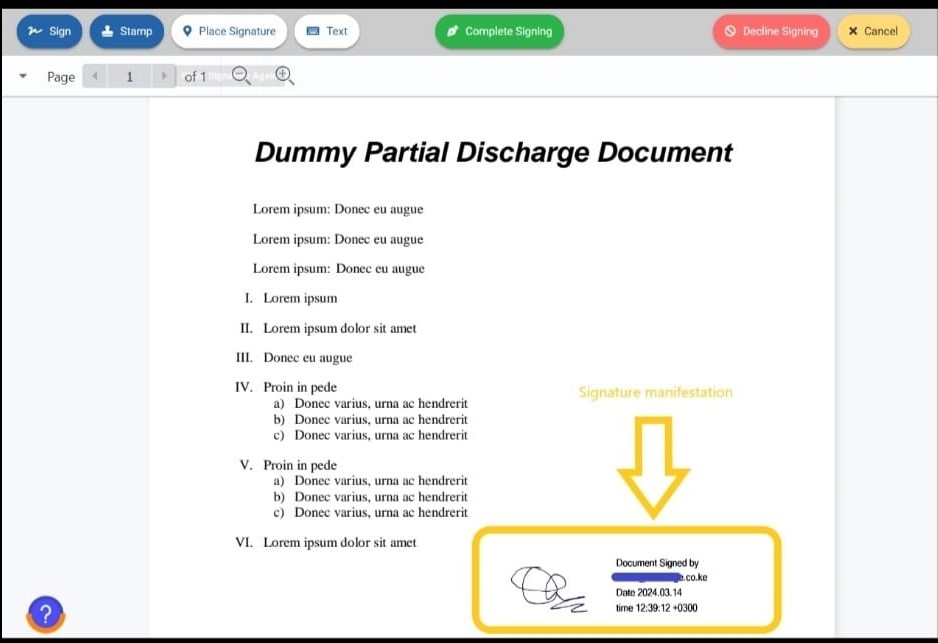 Sign Stamp Place Signature Text Complete Signing Decline Signing Cancel
Page 1 of 1
Dummy Partial Discharge Document
Lorem ipsum: Donec eu augue
Lorem ipsum: Donec eu augue
Lorem ipsum: Donec eu augue
I. Lorem ipsum
II. Lorem ipsum dolor sit amet
III. Donec eu augue
IV. Proin in pede
a) Donec varius, urna ac hendrerit
b) Donec varius, urna ac hendrerit
c) Donec varius, urna ac hendrerit
V. Proin in pede
a) Donec varius, urna ac hendrerit
b) Donec varius, urna ac hendrerit
c) Donec varius, urna ac hendrerit
VI. Lorem ipsum dolor sit amet
Signature manifestation
Document Signed by
.co.ke
Date 2024.03.14
time 12:39:12 +0300
?